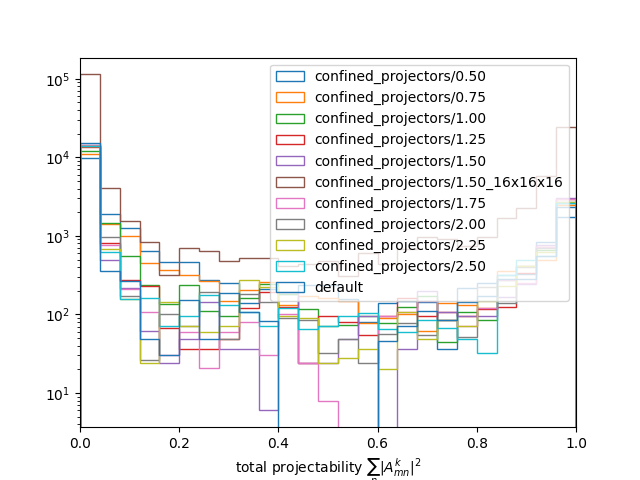 10⁵
10⁴
10³
10²
10¹
0.0 0.2 0.4 0.6 0.8 1.0
confined_projectors/0.50
confined_projectors/0.75
confined_projectors/1.00
confined_projectors/1.25
confined_projectors/1.50
confined_projectors/1.50_16x16x16
confined_projectors/1.75
confined_projectors/2.00
confined_projectors/2.25
confined_projectors/2.50
default
total projectability ∑ₙ|Aᵏₘₙ|²